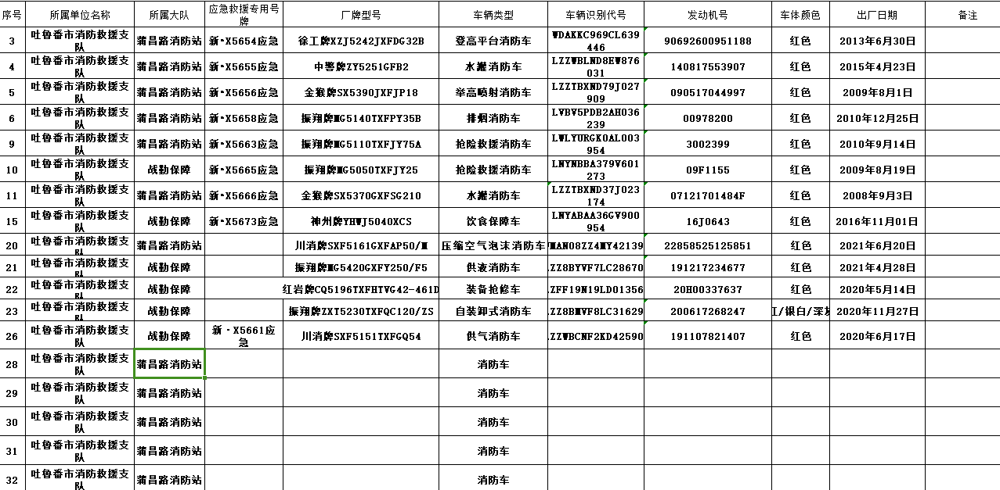 序号 所属单位名称 所属大队 应急救援专用号牌 厂牌型号 车辆类型 车辆识别代号 发动机号 车体颜色 出厂日期 备注
3 吐鲁番市消防救援支队 蒲昌路消防站 新·X5654应急 徐工牌XZJ5242JXFDG32B 登高平台消防车 WDAKKC969CL639446 90692600951188 红色 2013年6月30日
4 吐鲁番市消防救援支队 蒲昌路消防站 新·X5655应急 中警牌ZY5251GFB2 水灌消防车 LZZWBLND8EW876031 140817553907 红色 2015年4月23日
5 吐鲁番市消防救援支队 蒲昌路消防站 新·X5656应急 金猴牌SX5390JXFJP18 举高喷射消防车 LZZTBXND79J027909 090517044997 红色 2009年8月1日
6 吐鲁番市消防救援支队 蒲昌路消防站 新·X5658应急 振翔牌MG5140TXFPY35B 排烟消防车 LVBV5PDB2AH036239 00978200 红色 2010年12月25日
9 吐鲁番市消防救援支队 蒲昌路消防站 新·X5663应急 振翔牌MG5110TXFJY75A 抢险救援消防车 LWLYURGK0AL003954 3002399 红色 2010年9月14日
10 吐鲁番市消防救援支队 战勤保障 新·X5665应急 振翔牌MG5050TXFJY25 抢险救援消防车 LNYNBBA379V601273 09F1155 红色 2009年8月19日
11 吐鲁番市消防救援支队 蒲昌路消防站 新·X5666应急 金猴牌SX5370GXFSG210 水灌消防车 LZZTBXND37J023174 07121701484F 红色 2008年9月3日
15 吐鲁番市消防救援支队 战勤保障 新·X5673应急 神州牌YHWJ5040XCS 饮食保障车 LNYABAA36GV900954 16J0643 红色 2016年11月01日
20 吐鲁番市消防救援支队 蒲昌路消防站 川消牌SXF5161GXFAP50/M 压缩空气泡沫消防车 MAN08ZZ4MY42139 22858525125851 红色 2021年6月20日
21 吐鲁番市消防救援支队 战勤保障 振翔牌MG5420GXFY250/F5 供液消防车 ZZ8BYVF7LC28670 191217234677 红色 2021年4月28日
22 吐鲁番市消防救援支队 战勤保障 红岩牌CQ5196TXFHTVG42-461D 装备抢修车 ZFF19N19LD01356 20H00337637 红色 2020年5月14日
23 吐鲁番市消防救援支队 战勤保障 振翔牌ZXT5230TXFQC120/ZS 自装卸式消防车 ZZ8BMVF8LC31629 200617268247 /银白/深 2020年11月27日
26 吐鲁番市消防救援支队 战勤保障 新·X5661应急 川消牌SXF5151TXFGQ54 供气消防车 ZZWBCNF2KD42590 191107821407 红色 2020年6月17日
28 吐鲁番市消防救援支队 蒲昌路消防站 消防车
29 吐鲁番市消防救援支队 蒲昌路消防站 消防车
30 吐鲁番市消防救援支队 蒲昌路消防站 消防车
31 吐鲁番市消防救援支队 蒲昌路消防站 消防车
32 吐鲁番市消防救援支队 蒲昌路消防站 消防车